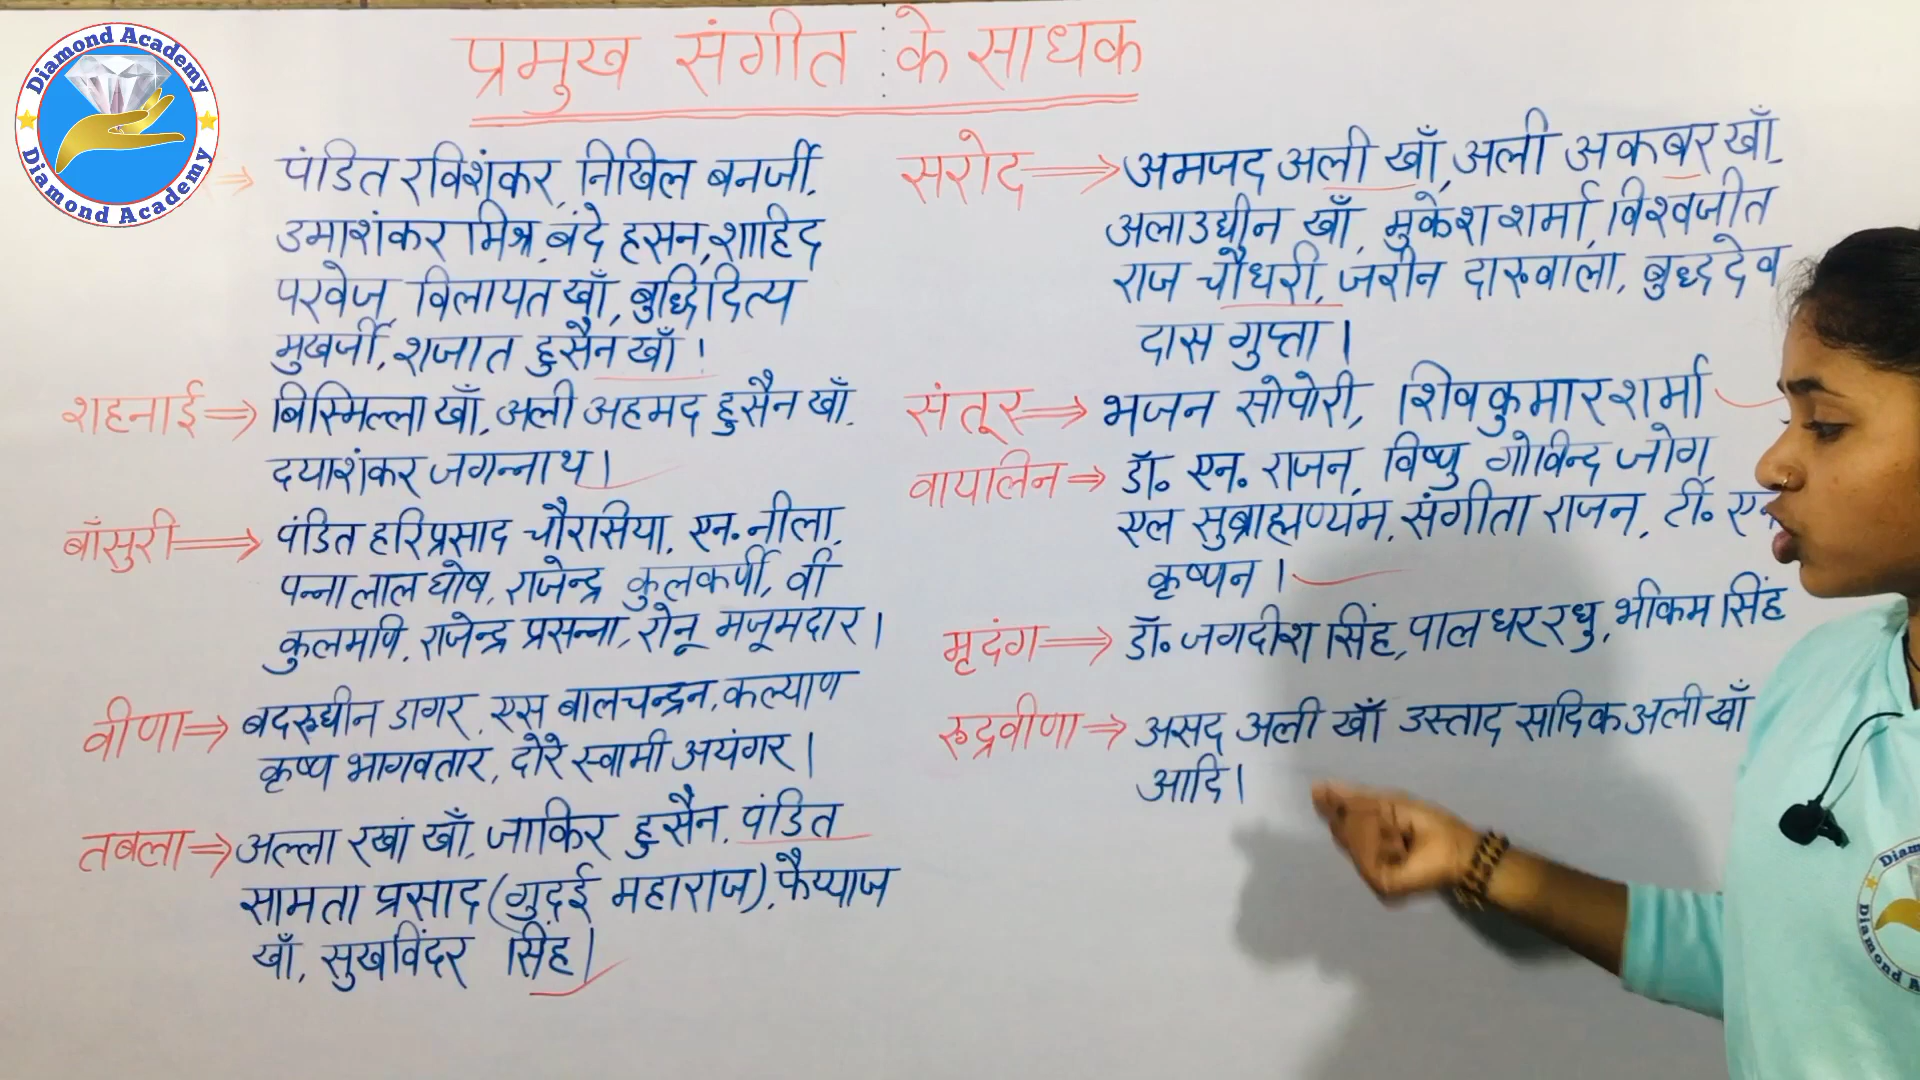 Diamond Academy
Diamond Academy
प्रमुख संगीत के साधक
पंडित रविशंकर, निखिल बनर्जी,
उमाशंकर मिश्र, बंदे हसन, शाहिद
परवेज, विलायत खाँ, बुद्धिदित्य
मुखर्जी, शजात हुसैन खाँ।
शहनाई ⇒ बिस्मिल्ला खाँ, अली अहमद हुसैन खाँ,
दयाशंकर जगन्नाथ।
बाँसुरी ⇒ पंडित हरिप्रसाद चौरासिया, एन. नीला,
पन्ना लाल घोष, राजेन्द्र कुलकर्णी, वी
कुलमणि, राजेन्द्र प्रसन्ना, रोनू मजूमदार।
वीणा ⇒ बदरुद्दीन डागर, एस बालचन्द्रन, कल्याण
कृष्ण भागवतार, दोरे स्वामी अयंगर।
तबला ⇒ अल्ला रखां खाँ, जाकिर हुसैन, पंडित
सामता प्रसाद (गुदई महाराज), फैय्याज
खाँ, सुखविंदर सिंह।
सरोद ⇒ अमजद अली खाँ, अली अकबर खाँ,
अलाउद्दीन खाँ, मुकेश शर्मा, विश्वजीत
राज चौधरी, जरीन दारुवाला, बुद्धदेव
दास गुप्ता।
संतूर ⇒ भजन सोपोरी, शिवकुमार शर्मा
वायालिन ⇒ डॉ. एन. राजन, विष्णु गोविन्द जोग,
एल सुब्राह्मण्यम, संगीता राजन, टी.
कृष्णन।
मृदंग ⇒ डॉ. जगदीश सिंह, पाल धर रधु, भीकम सिंह
रुद्रवीणा ⇒ असद अली खाँ उस्ताद सादिक अली खाँ
आदि।